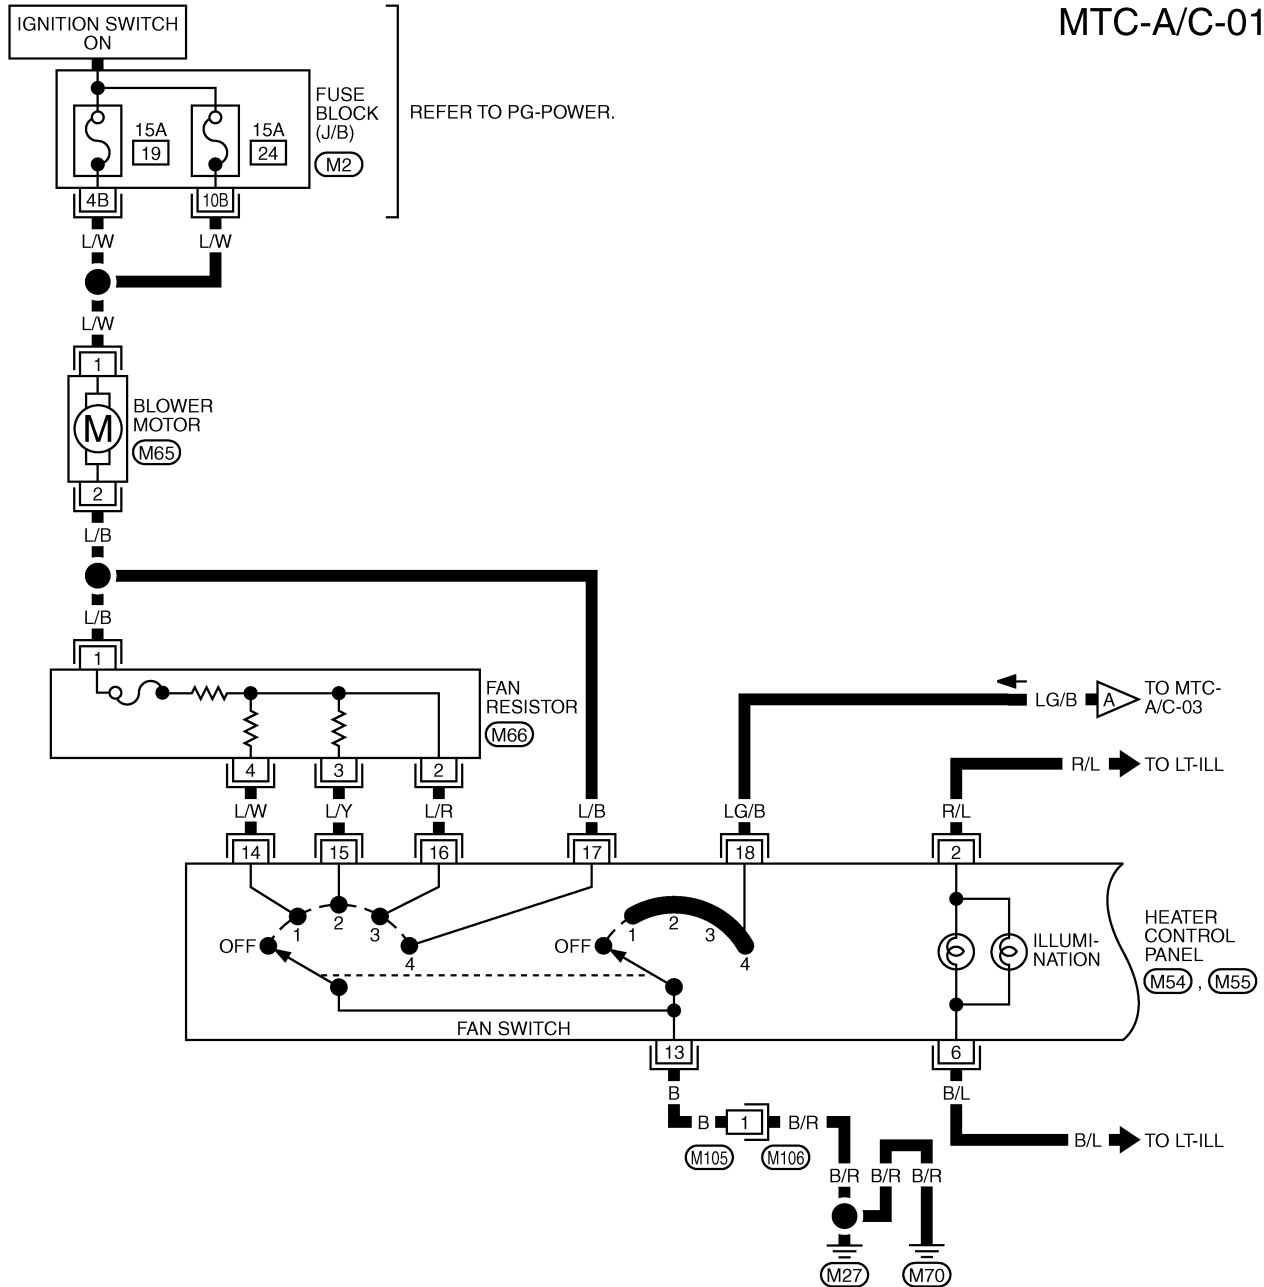 MTC-A/C-01
IGNITION SWITCH
ON
15A
19
15A
24
FUSE
BLOCK
(J/B)
M2
REFER TO PG-POWER.
4B
10B
L/W
L/W
L/W
1
BLOWER
MOTOR
M
M65
2
L/B
L/B
1
FAN
RESISTOR
M66
LG/B
A
TO MTC-
A/C-03
R/L
TO LT-ILL
4
3
2
L/W
L/Y
L/R
L/B
LG/B
R/L
14
15
16
17
18
2
OFF
1
2
3
4
OFF
1
2
3
4
ILLUMI-
NATION
HEATER
CONTROL
PANEL
M54 , M55
FAN SWITCH
13
6
B
B/L
B
1
B/R
M105
M106
B/L
TO LT-ILL
B/R
B/R
B/R
M27
M70